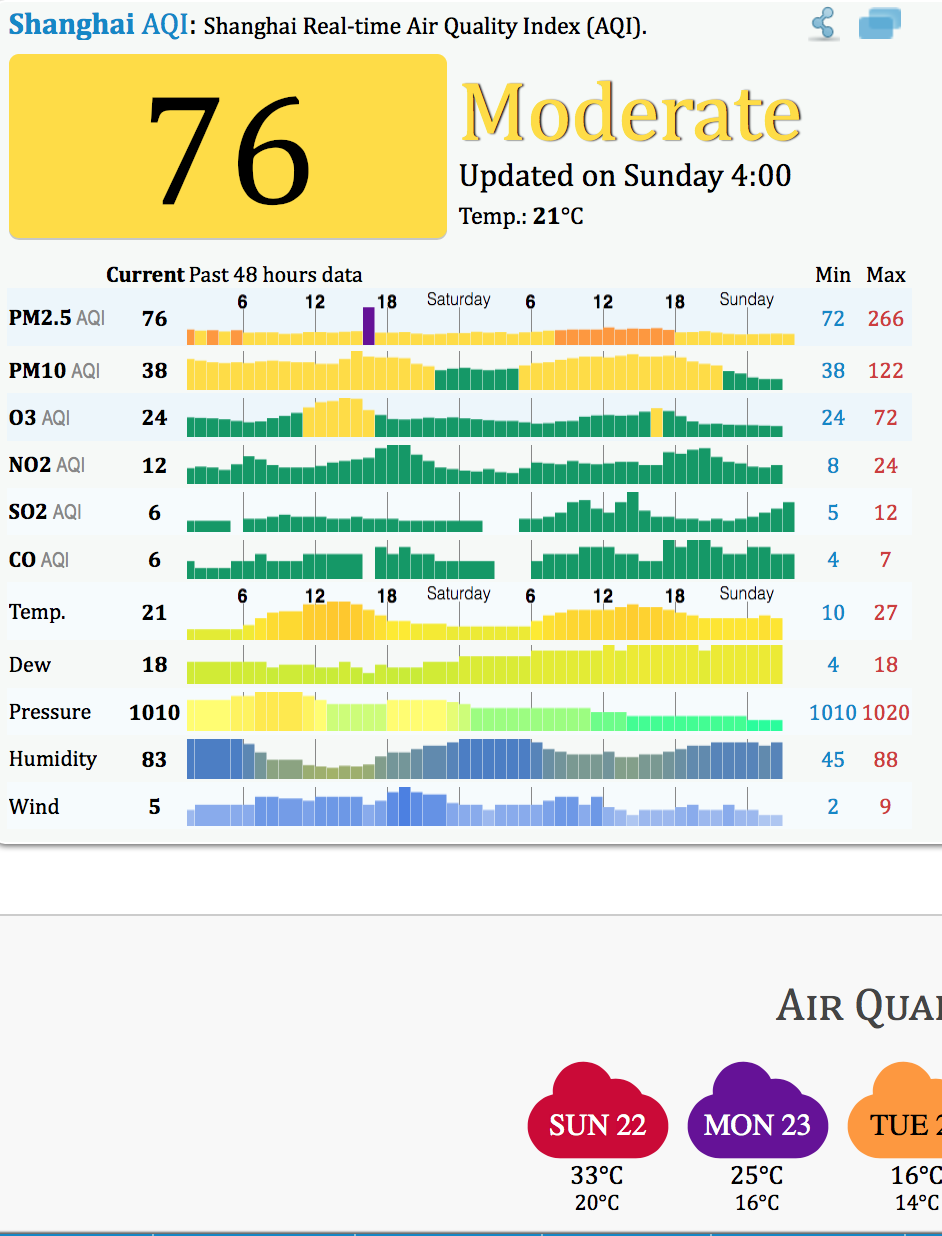 Shanghai AQI: Shanghai Real-time Air Quality Index (AQI).
76
Moderate
Updated on Sunday 4:00
Temp.: 21°C
Current Past 48 hours data Min Max
6 12 18 Saturday 6 12 18 Sunday
PM2.5 AQI 76 72 266
PM10 AQI 38 38 122
O3 AQI 24 24 72
NO2 AQI 12 8 24
SO2 AQI 6 5 12
CO AQI 6 4 7
6 12 18 Saturday 6 12 18 Sunday
Temp. 21 10 27
Dew 18 4 18
Pressure 1010 1010 1020
Humidity 83 45 88
Wind 5 2 9
AIR QUA
SUN 22 MON 23 TUE 2
33°C 25°C 16°C
20°C 16°C 14°C